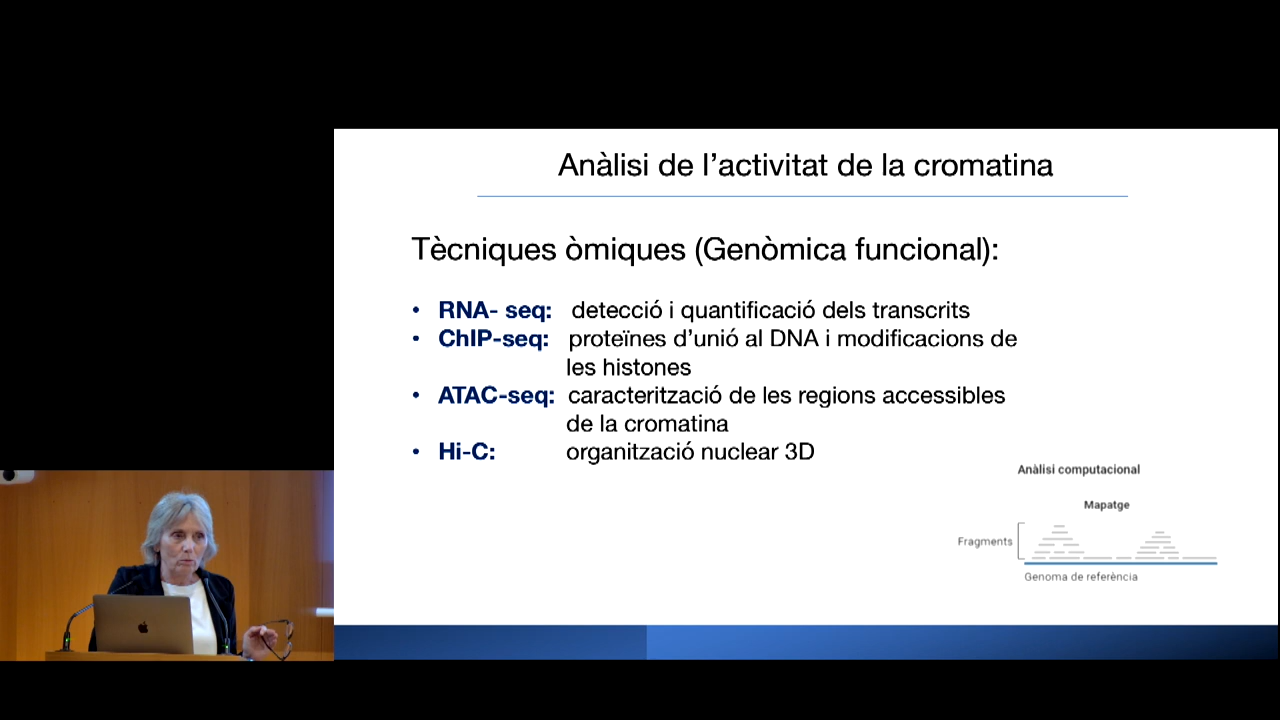 Anàlisi de l’activitat de la cromatina
Tècniques òmiques (Genòmica funcional):
• RNA- seq: detecció i quantificació dels transcrits
• ChIP-seq: proteïnes d’unió al DNA i modificacions de
les histones
• ATAC-seq: caracterització de les regions accessibles
de la cromatina
• Hi-C: organització nuclear 3D
Anàlisi computacional
Mapatge
Fragments
Genoma de referència